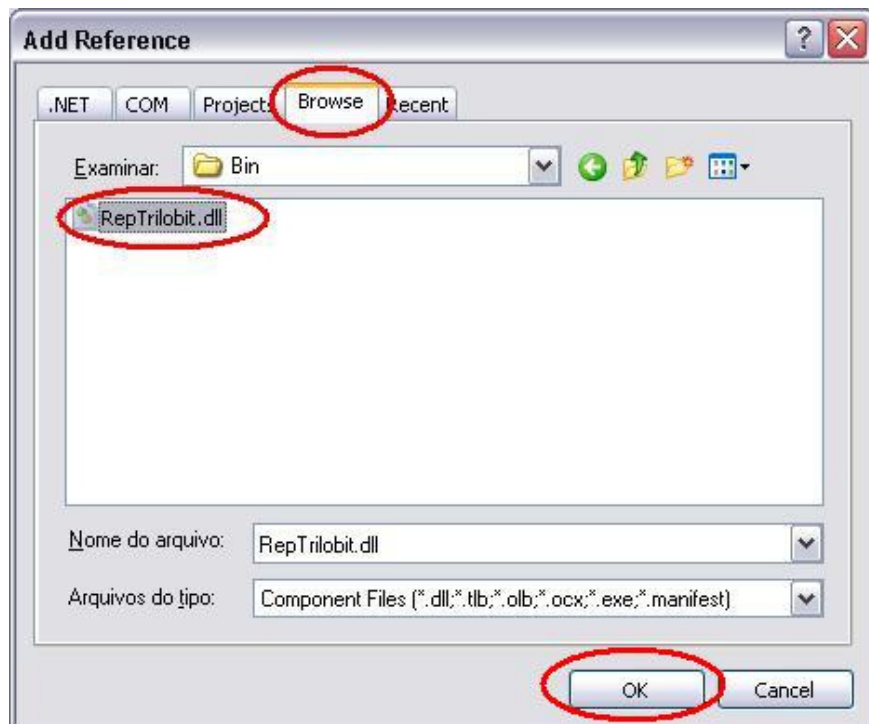 Add Reference
.NET COM Projects Browse Recent
Examinar: Bin
RepTrilobit.dll
Nome do arquivo: RepTrilobit.dll
Arquivos do tipo: Component Files (*.dll;*.tlb;*.olb;*.ocx;*.exe;*.manifest)
OK Cancel